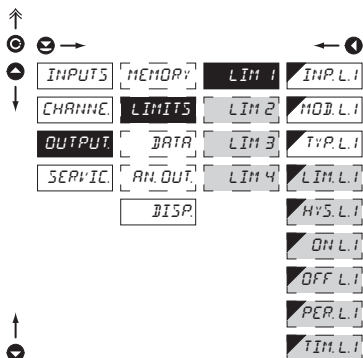 INPUTS MEMORY LIM 1 INP. L.1
CHANNE. LIMITS LIM 2 MOD. L.1
OUTPUT. DATA LIM 3 TYP. L.1
SERVIC. AN. OUT. LIM 4 LIM. L.1
DISP. HYS. L.1
ON L.1
OFF L.1
PER. L.1
TIM. L.1